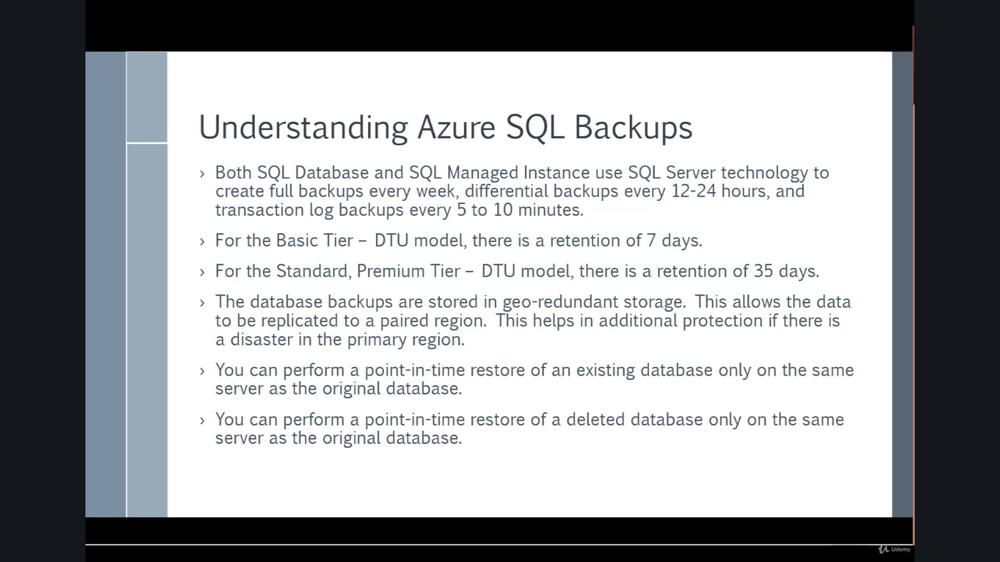 Understanding Azure SQL Backups
› Both SQL Database and SQL Managed Instance use SQL Server technology to
create full backups every week, differential backups every 12-24 hours, and
transaction log backups every 5 to 10 minutes.
› For the Basic Tier – DTU model, there is a retention of 7 days.
› For the Standard, Premium Tier – DTU model, there is a retention of 35 days.
› The database backups are stored in geo-redundant storage. This allows the data
to be replicated to a paired region. This helps in additional protection if there is
a disaster in the primary region.
› You can perform a point-in-time restore of an existing database only on the same
server as the original database.
› You can perform a point-in-time restore of a deleted database only on the same
server as the original database.
Udemy